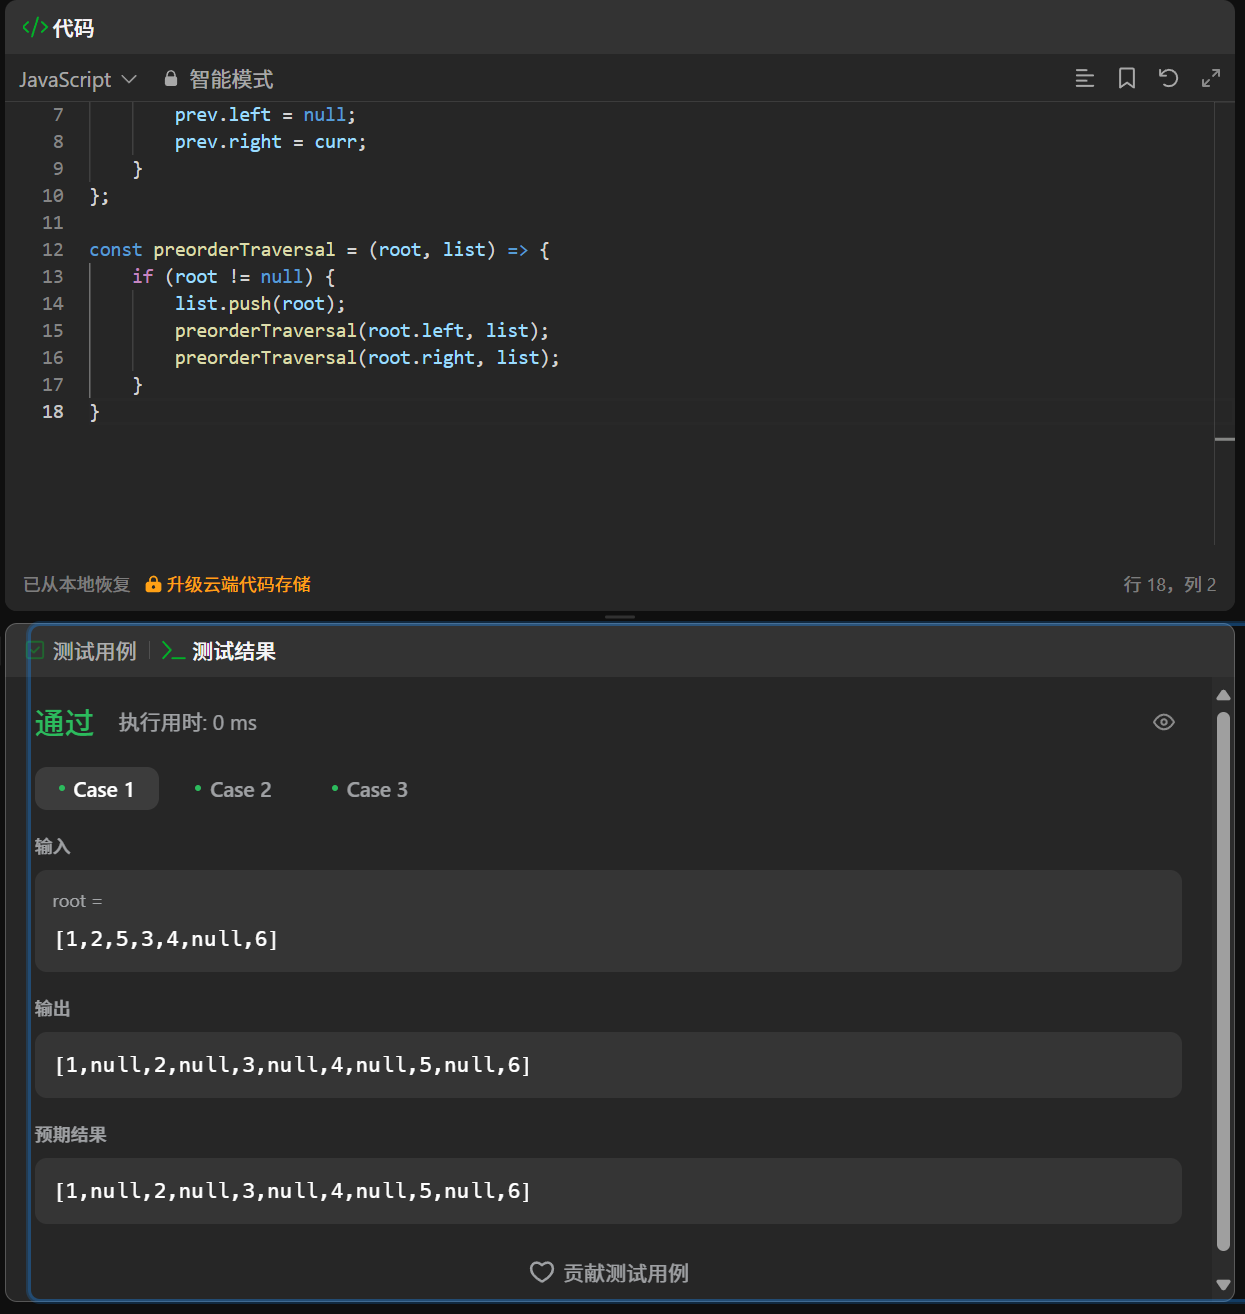 </> 代码
JavaScript 智能模式
7 prev.left = null;
8 prev.right = curr;
9 }
10 };
11
12 const preorderTraversal = (root, list) => {
13 if (root != null) {
14 list.push(root);
15 preorderTraversal(root.left, list);
16 preorderTraversal(root.right, list);
17 }
18 }
已从本地恢复 升级云端代码存储 行 18，列 2
测试用例 >_ 测试结果
通过 执行用时: 0 ms
Case 1 Case 2 Case 3
输入
root =
[1,2,5,3,4,null,6]
输出
[1,null,2,null,3,null,4,null,5,null,6]
预期结果
[1,null,2,null,3,null,4,null,5,null,6]
贡献测试用例